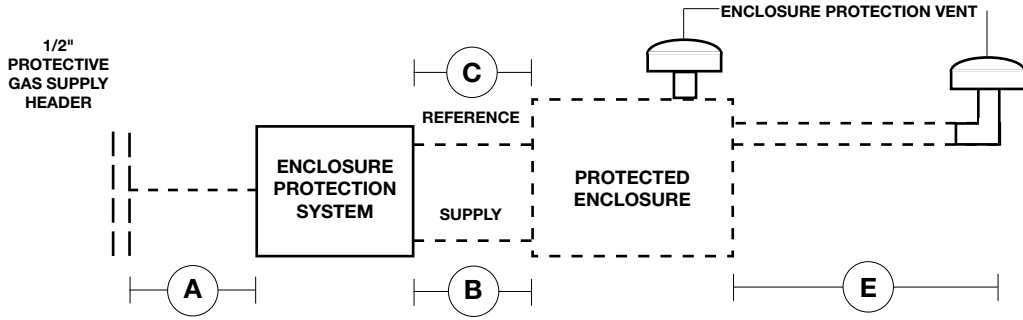 ENCLOSURE PROTECTION VENT
1/2"
PROTECTIVE
GAS SUPPLY
HEADER
C
REFERENCE
ENCLOSURE
PROTECTION
SYSTEM
PROTECTED
ENCLOSURE
SUPPLY
A
B
E